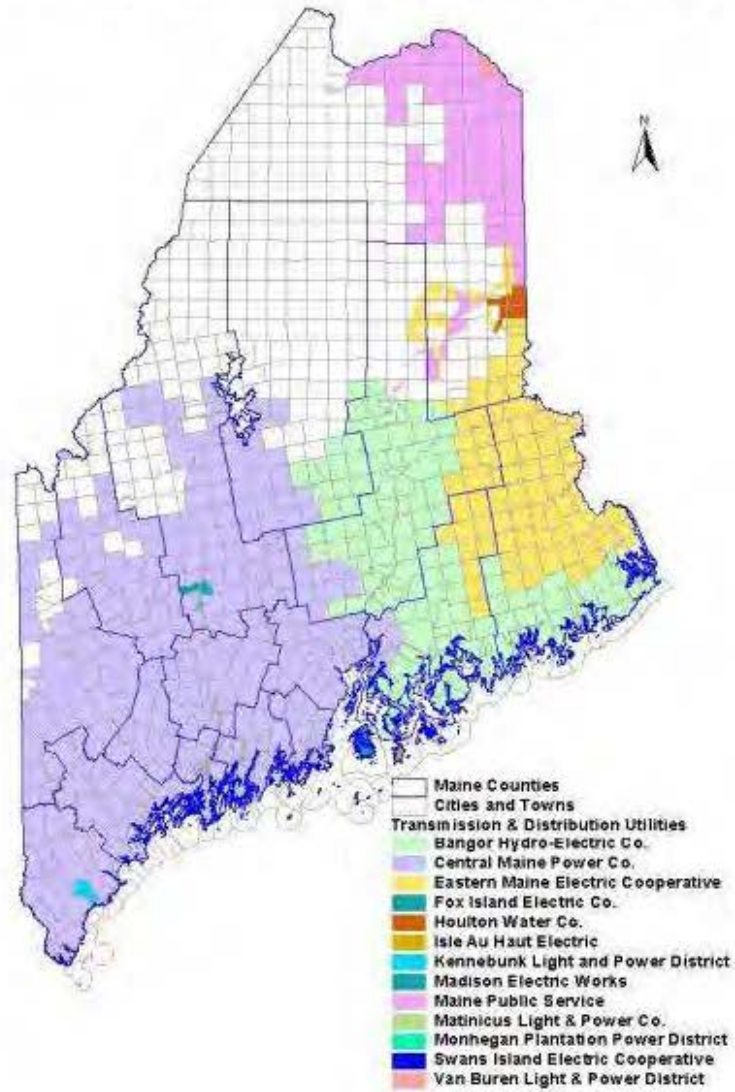 N
Maine Counties
Cities and Towns
Transmission & Distribution Utilities
Bangor Hydro-Electric Co.
Central Maine Power Co.
Eastern Maine Electric Cooperative
Fox Island Electric Co.
Houlton Water Co.
Isle Au Haut Electric
Kennebunk Light and Power District
Madison Electric Works
Maine Public Service
Matinicus Light & Power Co.
Monhegan Plantation Power District
Swans Island Electric Cooperative
Van Buren Light & Power District